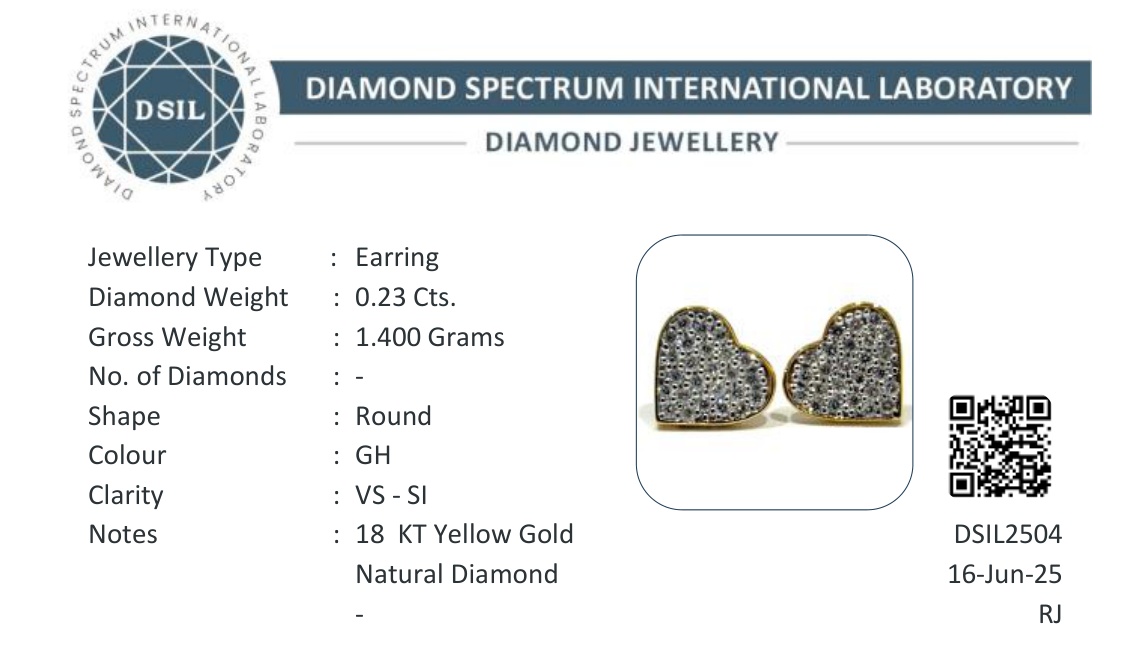 DIAMOND SPECTRUM INTERNATIONAL LABORATORY
DSIL
DIAMOND SPECTRUM INTERNATIONAL LABORATORY
DIAMOND JEWELLERY
Jewellery Type : Earring
Diamond Weight : 0.23 Cts.
Gross Weight : 1.400 Grams
No. of Diamonds : -
Shape : Round
Colour : GH
Clarity : VS - SI
Notes : 18 KT Yellow Gold
Natural Diamond
-
DSIL2504
16-Jun-25
RJ